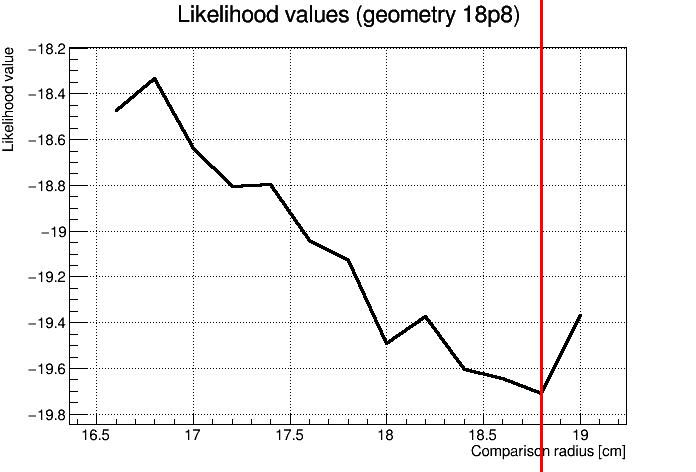 Likelihood values (geometry 18p8)
Likelihood value
−18.2
−18.4
−18.6
−18.8
−19
−19.2
−19.4
−19.6
−19.8
16.5 17 17.5 18 18.5 19
Comparison radius [cm]